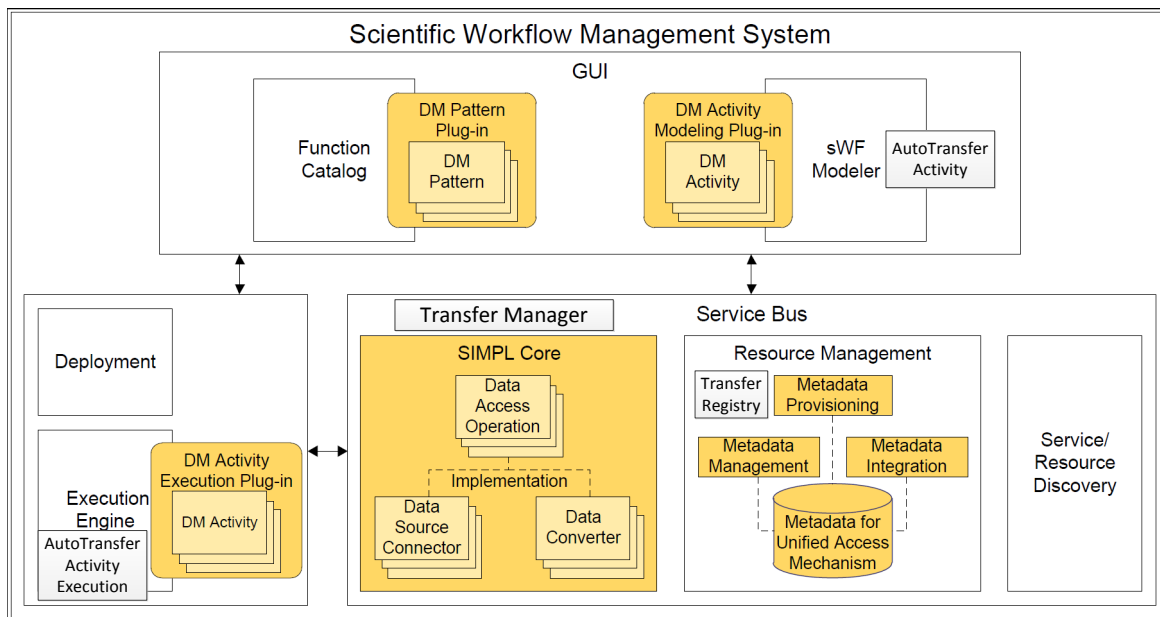 Scientific Workflow Management System
GUI
Function
Catalog
DM Pattern
Plug-in
DM
Pattern
DM Activity
Modeling Plug-in
DM
Activity
sWF
Modeler
AutoTransfer
Activity
Deployment
Execution
Engine
DM Activity
Execution Plug-in
DM Activity
AutoTransfer
Activity
Execution
Transfer Manager
Service Bus
SIMPL Core
Data
Access
Operation
Implementation
Data
Source
Connector
Data
Converter
Resource Management
Transfer
Registry
Metadata
Provisioning
Metadata
Management
Metadata
Integration
Metadata for
Unified Access
Mechanism
Service/
Resource
Discovery